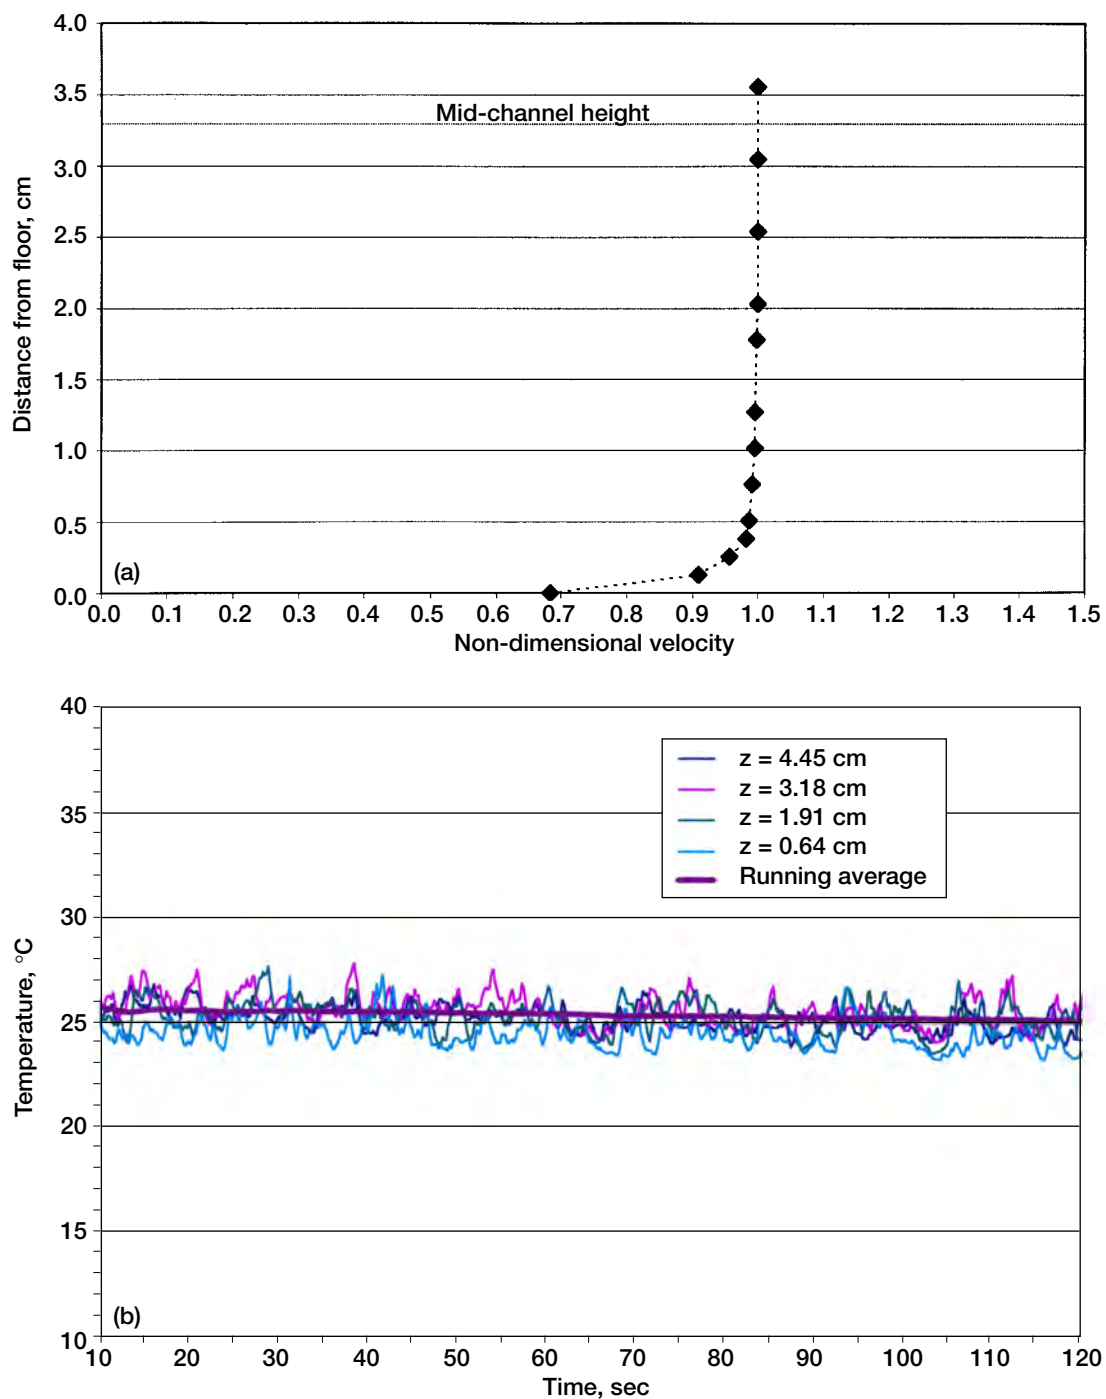 4.0
3.5
Mid-channel height
3.0
2.5
2.0
1.5
1.0
0.5
(a)
0.0
0.0 0.1 0.2 0.3 0.4 0.5 0.6 0.7 0.8 0.9 1.0 1.1 1.2 1.3 1.4 1.5
Distance from floor, cm
Non-dimensional velocity
40
z = 4.45 cm
z = 3.18 cm
z = 1.91 cm
z = 0.64 cm
Running average
35
30
25
20
15
10
(b)
Temperature, °C
10 20 30 40 50 60 70 80 90 100 110 120
Time, sec